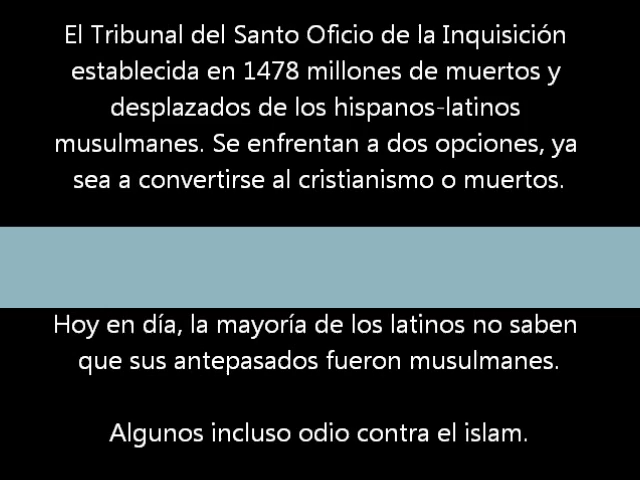 El Tribunal del Santo Oficio de la Inquisición
establecida en 1478 millones de muertos y
desplazados de los hispanos-latinos
musulmanes. Se enfrentan a dos opciones, ya
sea a convertirse al cristianismo o muertos.
Hoy en día, la mayoría de los latinos no saben
que sus antepasados fueron musulmanes.
Algunos incluso odio contra el islam.